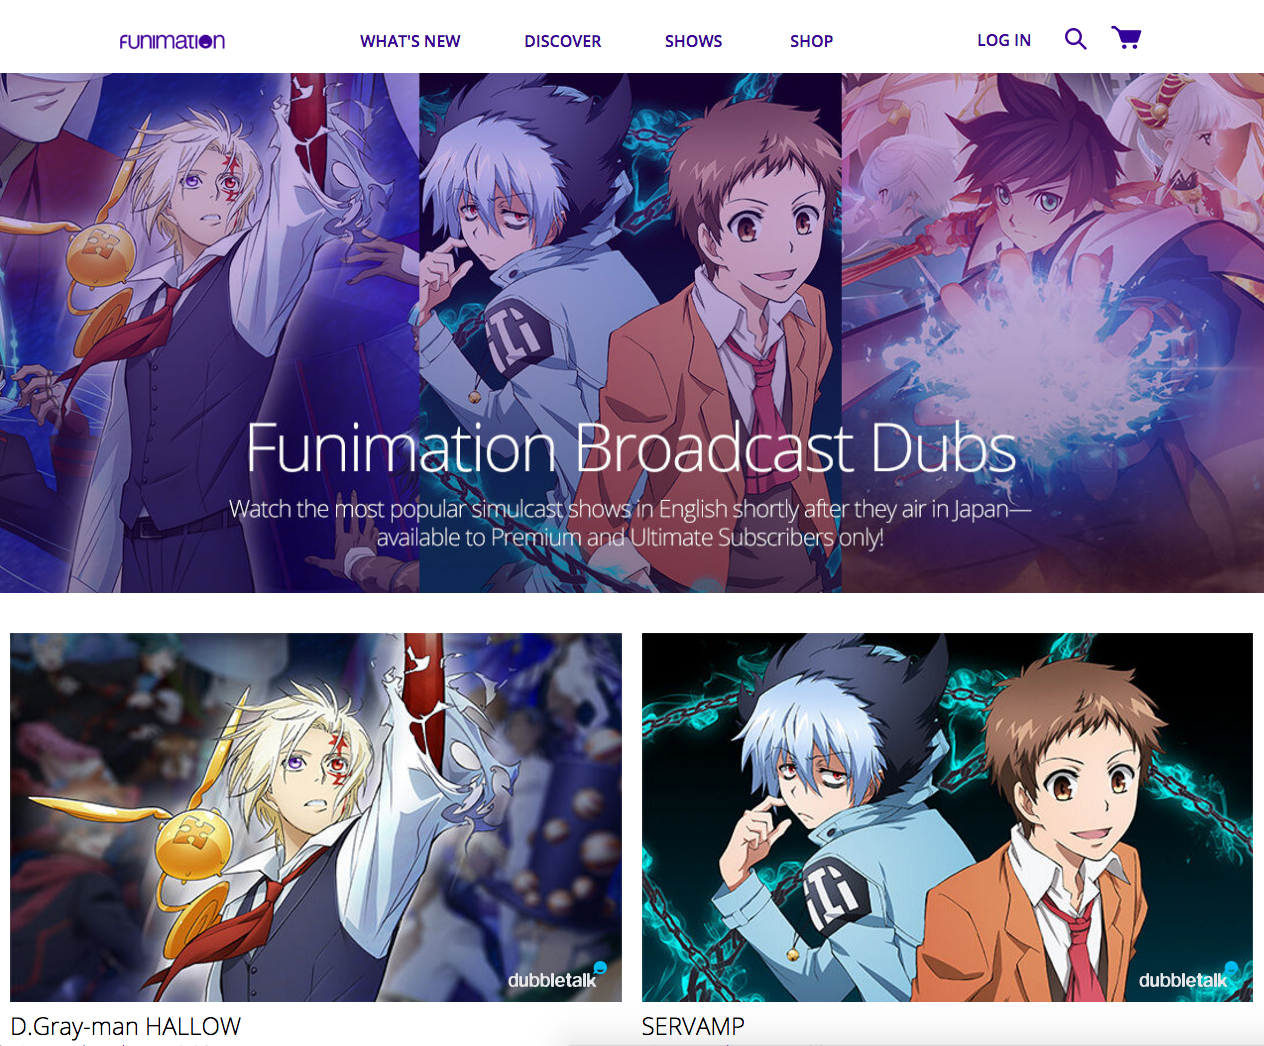 FUNIMATION
WHAT'S NEW
DISCOVER
SHOWS
SHOP
LOG IN
Funimation Broadcast Dubs
Watch the most popular simulcast shows in English shortly after they air in Japan—
available to Premium and Ultimate Subscribers only!
dubbletalk
dubbletalk
D.Gray-man HALLOW
SERVAMP